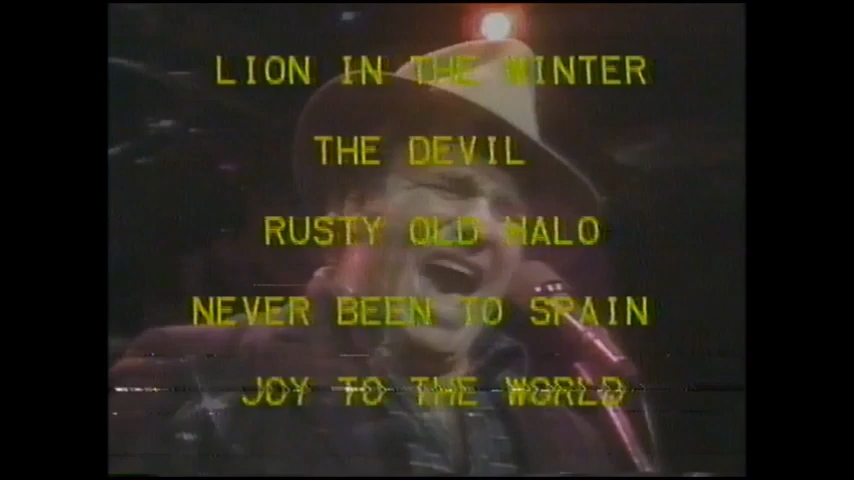 LION IN THE WINTER
THE DEVIL
RUSTY OLD HALO
NEVER BEEN TO SPAIN
JOY TO THE WORLD